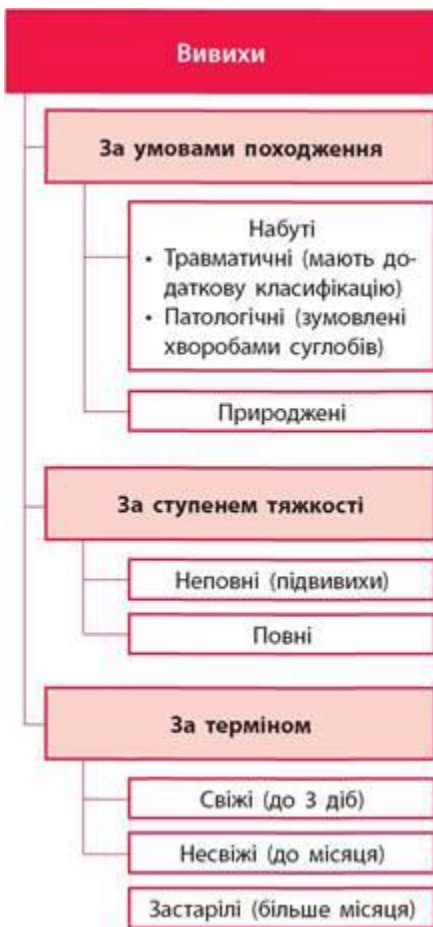 Вивихи
За умовами походження
Набуті
• Травматичні (мають до-
даткову класифікацію)
• Патологічні (зумовлені
хворобами суглобів)
Природжені
За ступенем тяжкості
Неповні (підвивихи)
Повні
За терміном
Свіжі (до 3 діб)
Несвіжі (до місяця)
Застарілі (більше місяця)